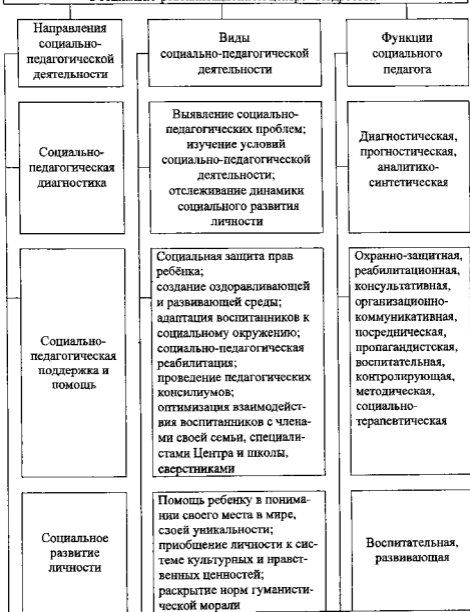 Направления
социально-
педагогической
деятельности
Виды
социально-педагогической
деятельности
Функции
социального
педагога
Социально-
педагогическая
диагностика
Выявление социально-
педагогических проблем;
изучение условий
социально-педагогической
деятельности;
отслеживание динамики
социального развития
личности
Диагностическая,
прогностическая,
аналитико-
синтетическая
Социально-
педагогическая
поддержка и
помощь
Социальная защита прав
ребёнка;
создание оздоравливающей
и развивающей среды;
адаптация воспитанников к
социальному окружению;
социально-педагогическая
реабилитация;
проведение педагогических
консилиумов;
оптимизация взаимодейст-
вия воспитанников с члена-
ми своей семьи, специали-
стами Центра и школы,
сверстниками
Охранно-защитная,
реабилитационная,
консультативная,
организационно-
коммуникативная,
посредническая,
пропагандистская,
воспитательная,
контролирующая,
методическая,
социально-
терапевтическая
Социальное
развитие
личности
Помощь ребенку в понима-
нии своего места в мире,
своей уникальности;
приобщение личности к сис-
теме культурных и нравст-
венных ценностей;
раскрытие норм гуманисти-
ческой морали
Воспитательная,
развивающая